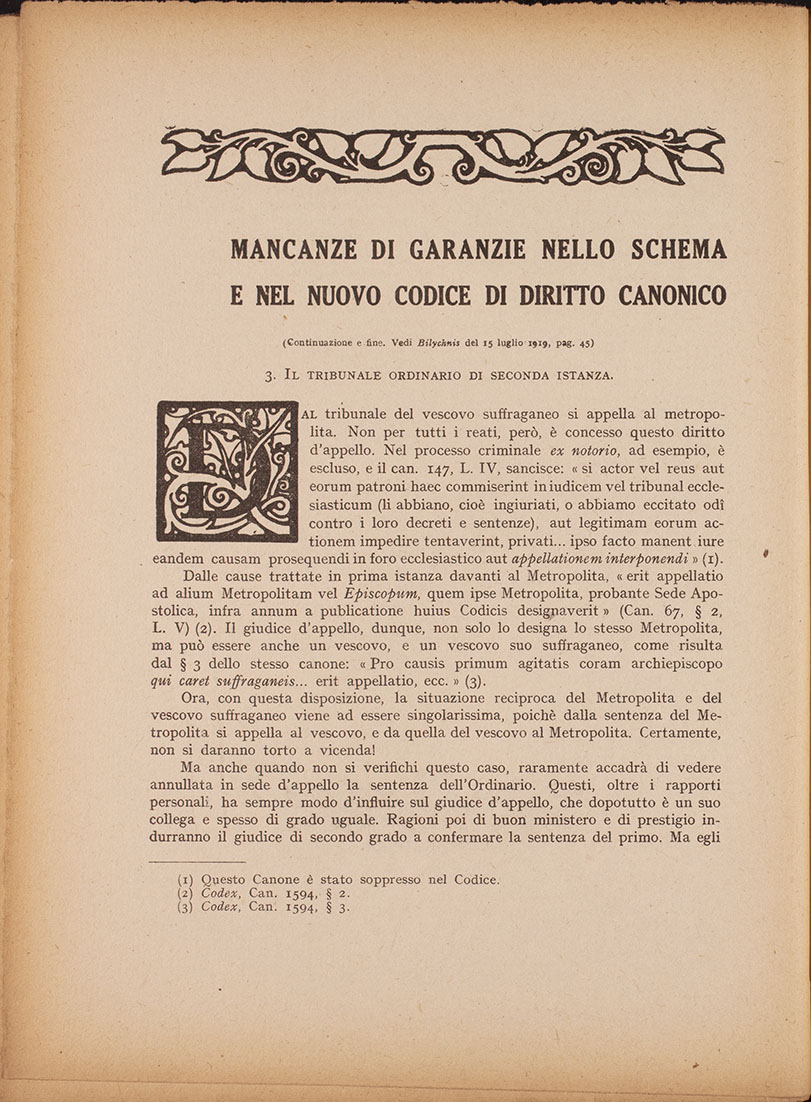 MANCANZE DI GARANZIE NELLO SCHEMA
E NEL NUOVO CODICE DI DIRITTO CANONICO
(Continuazione e fine. Vedi Bilychnis del 15 luglio 1919, pag. 45)
3. IL TRIBUNALE ORDINARIO DI SECONDA ISTANZA.
DAL tribunale del vescovo suffraganeo si appella al metropo-
lita. Non per tutti i reati, però, è concesso questo diritto
d'appello. Nel processo criminale ex notorio, ad esempio, è
escluso, e il can. 147, L. IV, sancisce: « si actor vel reus aut
eorum patroni haec commiserint in iudicem vel tribunal eccle-
siasticum (li abbiano, cioè ingiuriati, o abbiamo eccitato odî
contro i loro decreti e sentenze), aut legitimam eorum ac-
tionem impedire tentaverint, privati... ipso facto manent iure
eandem causam prosequendi in foro ecclesiastico aut appellationem interponendi » (1).
Dalle cause trattate in prima istanza davanti al Metropolita, « erit appellatio
ad alium Metropolitam vel Episcopum, quem ipse Metropolita, probante Sede Apo-
stolica, infra annum a publicatione huius Codicis designaverit » (Can. 67, § 2,
L. V) (2). Il giudice d'appello, dunque, non solo lo designa lo stesso Metropolita,
ma può essere anche un vescovo, e un vescovo suo suffraganeo, come risulta
dal § 3 dello stesso canone: « Pro causis primum agitatis coram archiepiscopo
qui caret suffraganeis... erit appellatio, ecc. » (3).
Ora, con questa disposizione, la situazione reciproca del Metropolita e del
vescovo suffraganeo viene ad essere singolarissima, poichè dalla sentenza del Me-
tropolita si appella al vescovo, e da quella del vescovo al Metropolita. Certamente,
non si daranno torto a vicenda!
Ma anche quando non si verifichi questo caso, raramente accadrà di vedere
annullata in sede d'appello la sentenza dell'Ordinario. Questi, oltre i rapporti
personali, ha sempre modo d'influire sul giudice d'appello, che dopotutto è un suo
collega e spesso di grado uguale. Ragioni poi di buon ministero e di prestigio in-
durranno il giudice di secondo grado a confermare la sentenza del primo. Ma egli
(1) Questo Canone è stato soppresso nel Codice.
(2) Codex, Can. 1594, § 2.
(3) Codex, Can. 1594, § 3.